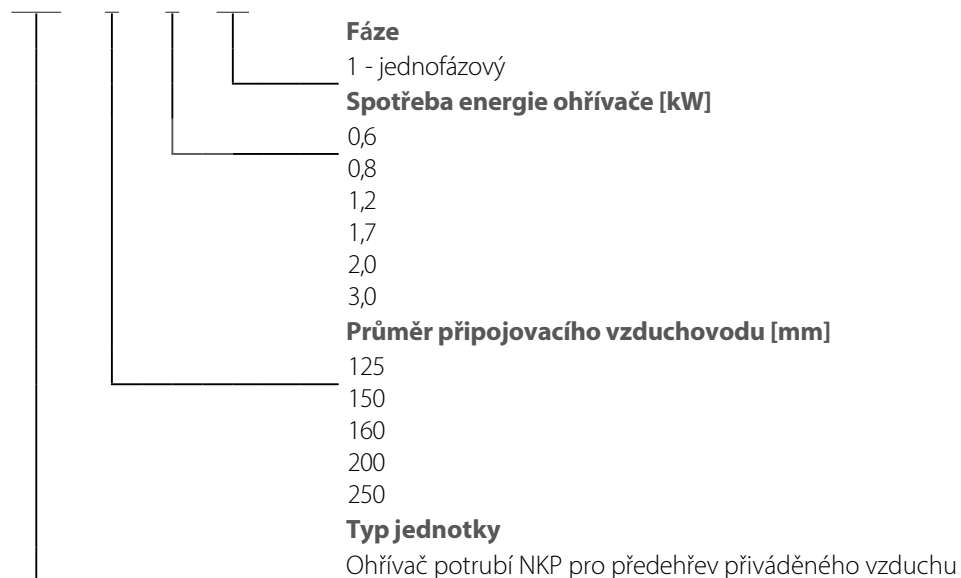 Fáze
1 - jednofázový
Spotřeba energie ohřívače [kW]
0,6
0,8
1,2
1,7
2,0
3,0
Průměr připojovacího vzduchovodu [mm]
125
150
160
200
250
Typ jednotky
Ohřívač potrubí NKP pro předehřev přiváděného vzduchu